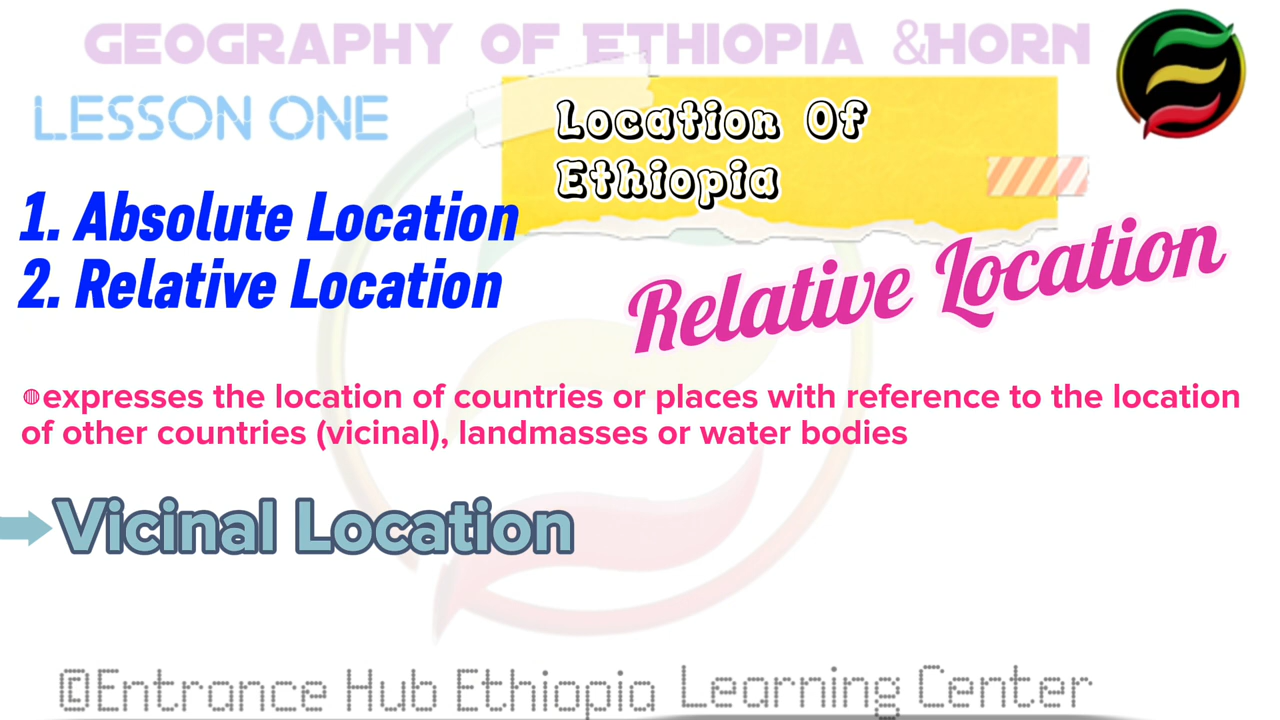 GEOGRAPHY OF ETHIOPIA &HORN
LESSON ONE
Location Of
Ethiopia
1. Absolute Location
2. Relative Location
Relative Location
expresses the location of countries or places with reference to the location
of other countries (vicinal), landmasses or water bodies
Vicinal Location
@Entrance Hub Ethiopia Learning Center